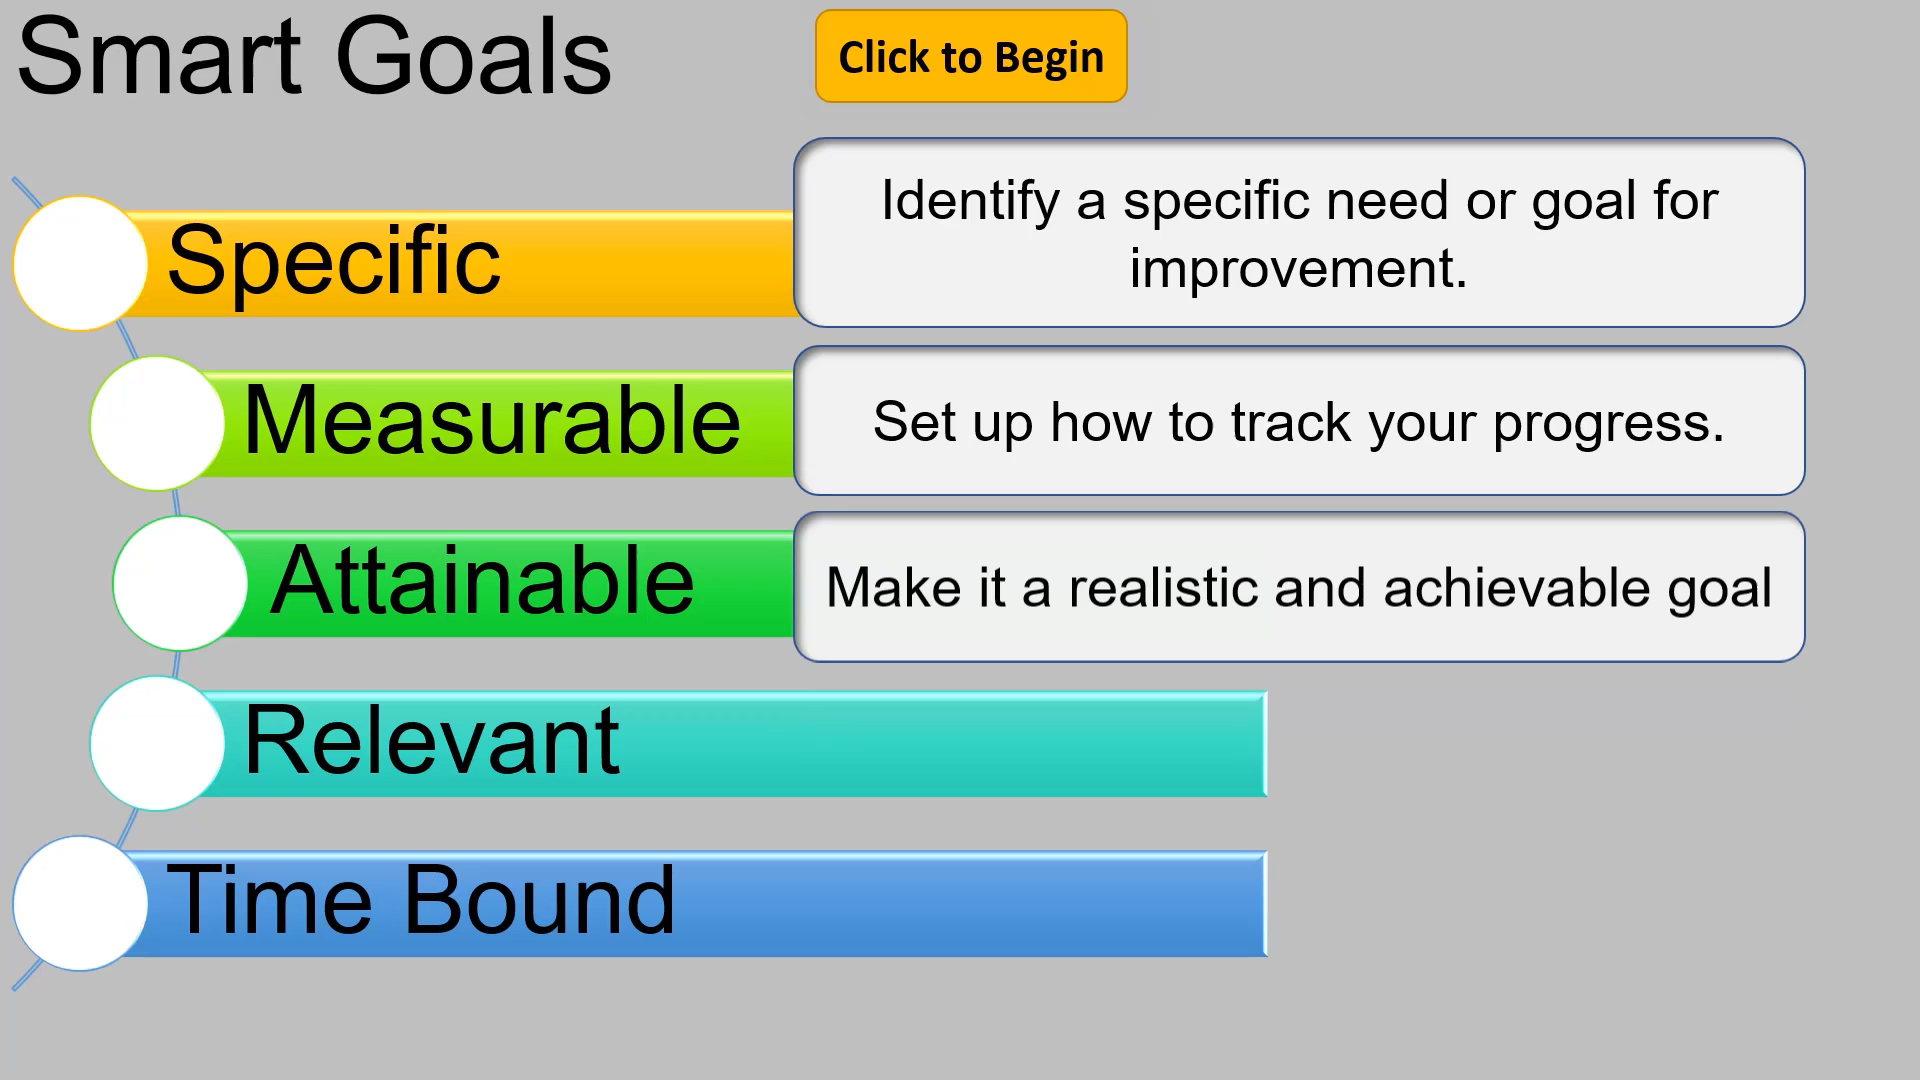 Smart Goals
Click to Begin
Specific
Identify a specific need or goal for
improvement.
Measurable
Set up how to track your progress.
Attainable
Make it a realistic and achievable goal
Relevant
Time Bound